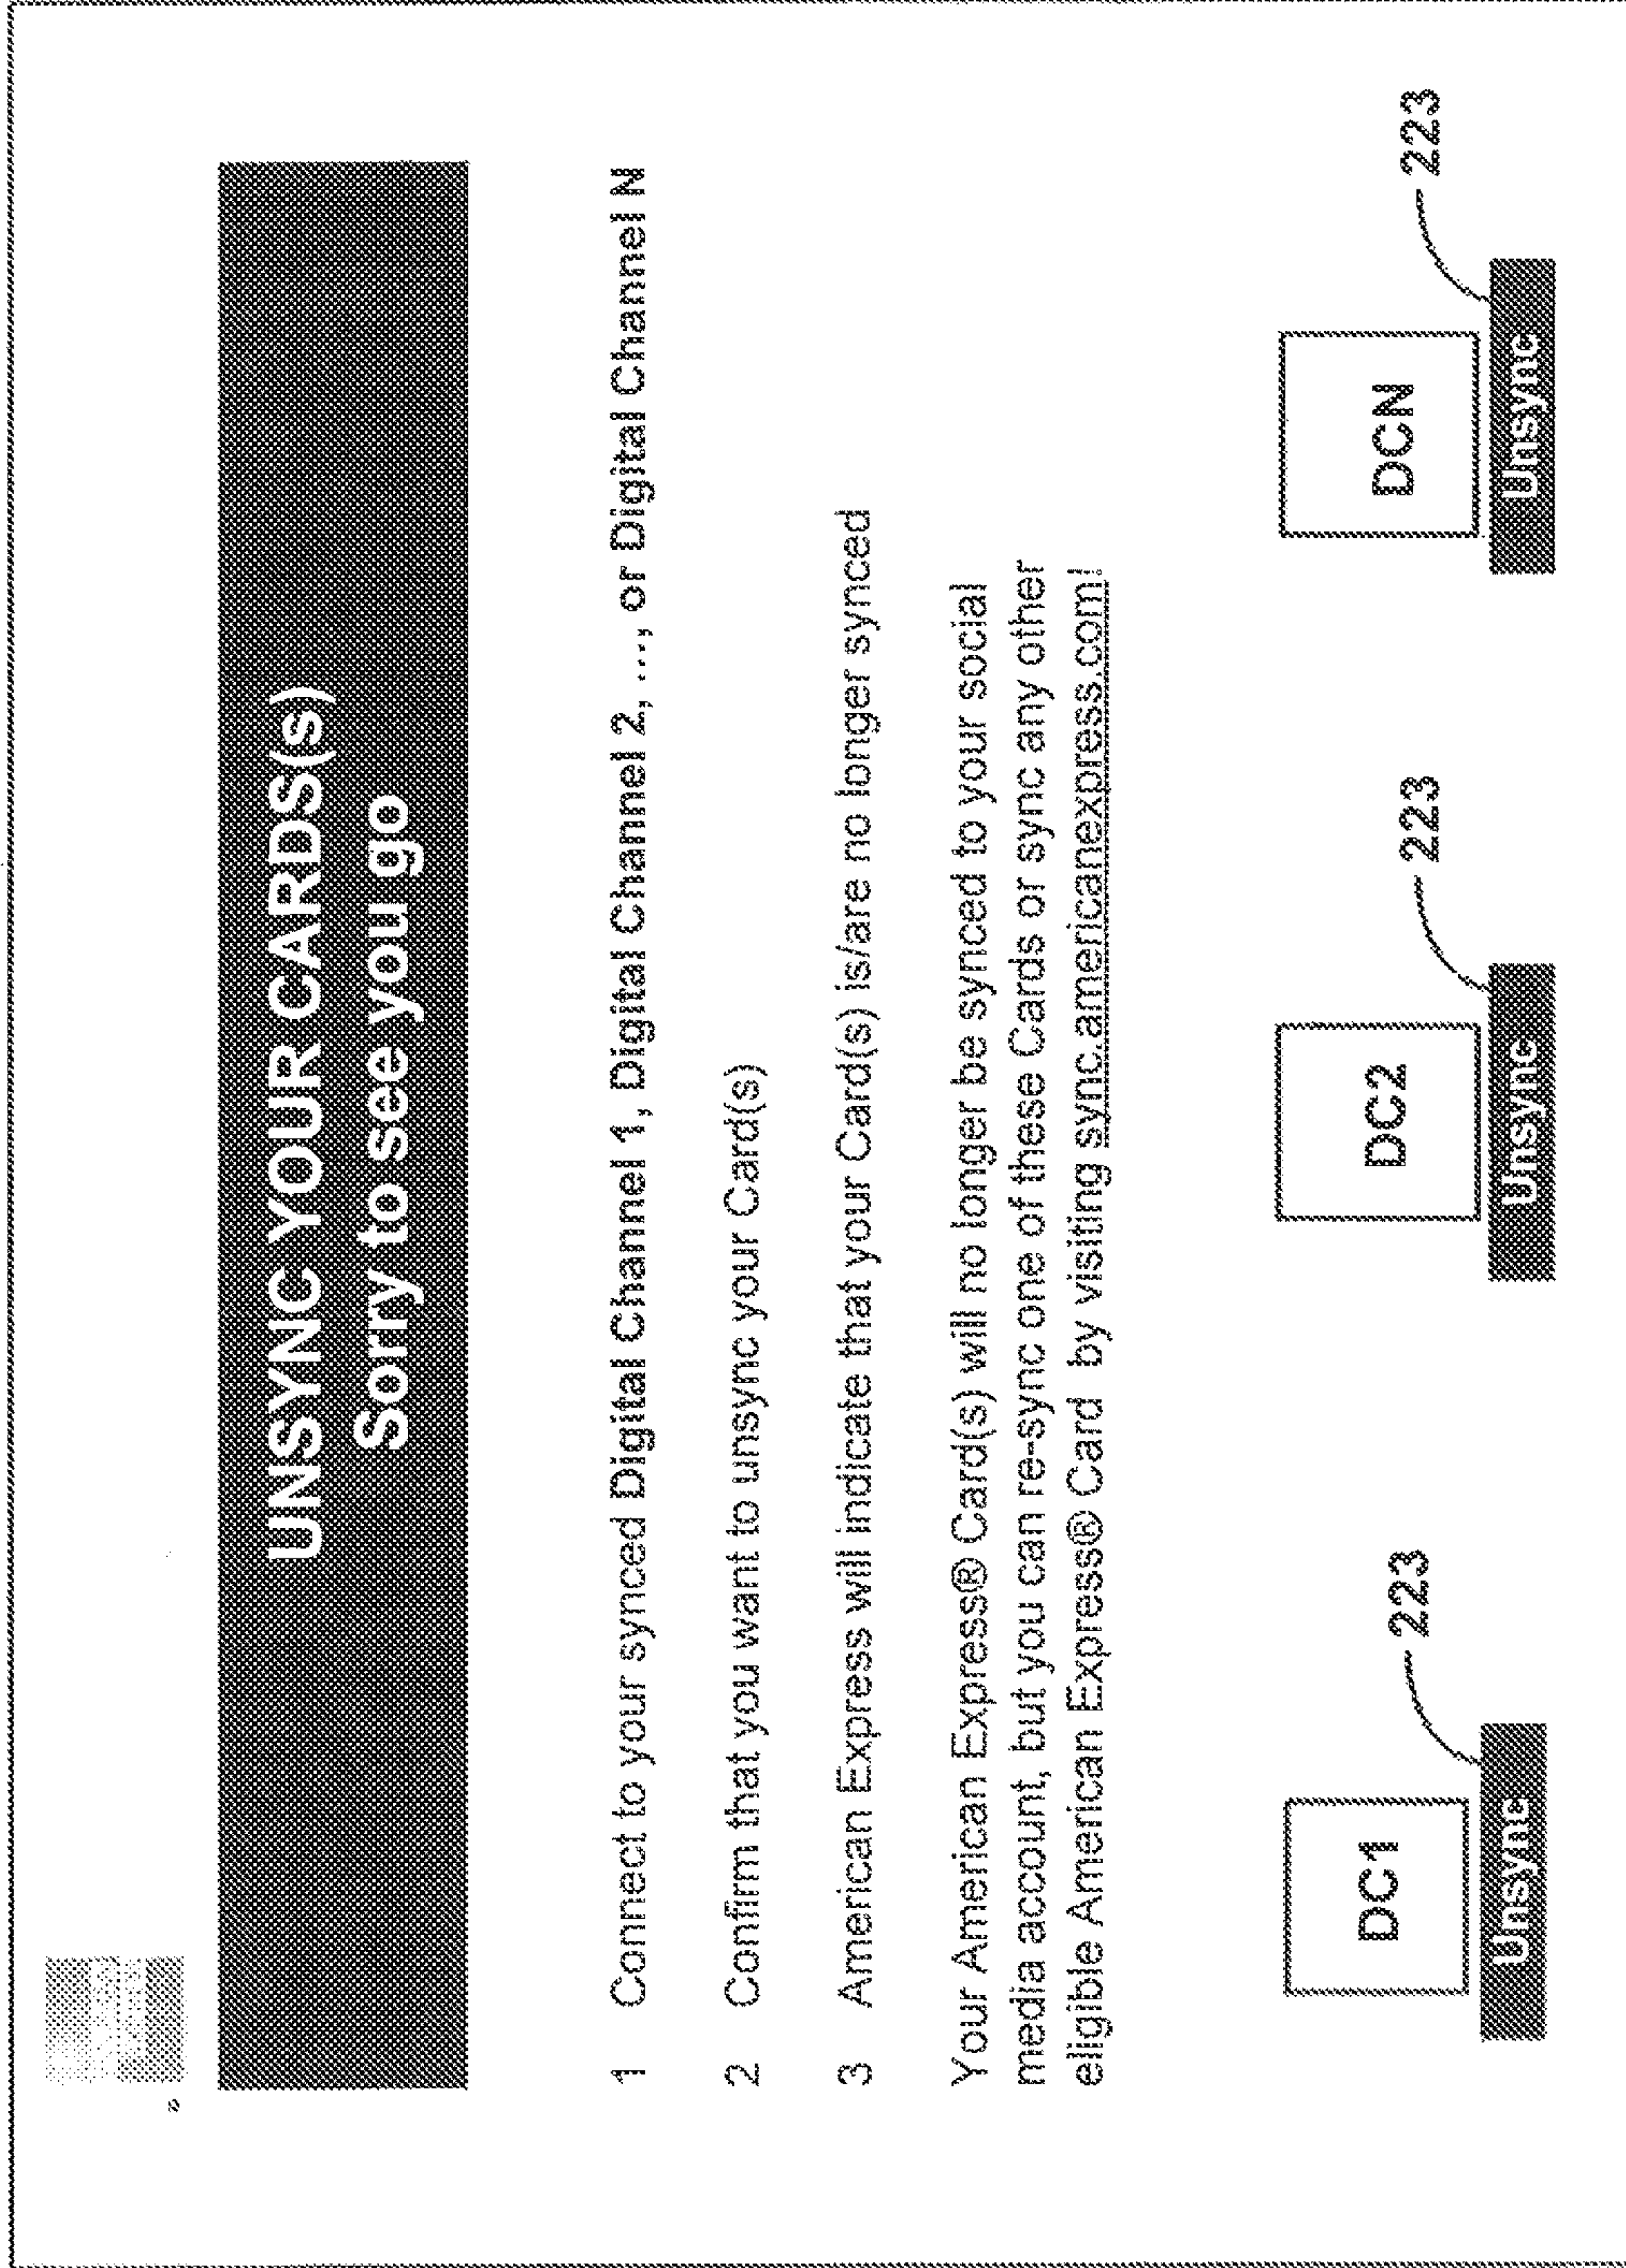 UNSYNC YOUR CARDS(s)
Sorry to see you go
1 Connect to your synced Digital Channel 1, Digital Channel 2, ..., or Digital Channel N
2 Confirm that you want to unsync your Card(s)
3 American Express will indicate that your Card(s) is/are no longer synced
Your American Express® Card(s) will no longer be synced to your social
media account, but you can re-sync one of these Cards or sync any other
eligible American Express® Card by visiting sync.americanexpress.com!
DC1
Unsync
223
DC2
Unsync
223
DCN
Unsync
223